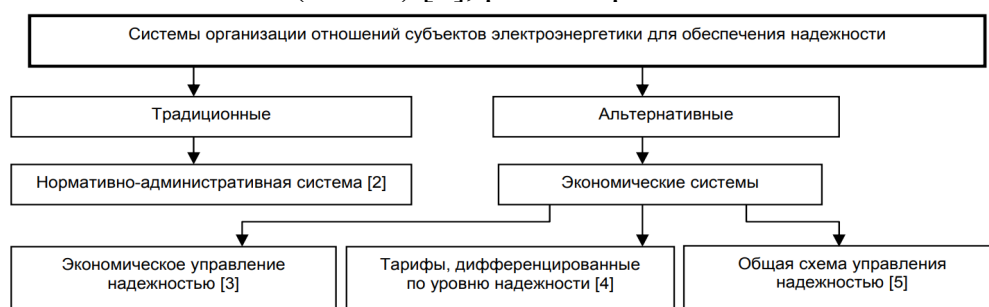 Системы организации отношений субъектов электроэнергетики для обеспечения надежности
Традиционные
Альтернативные
Нормативно-административная система [2]
Экономические системы
Экономическое управление
надежностью [3]
Тарифы, дифференцированные
по уровню надежности [4]
Общая схема управления
надежностью [5]